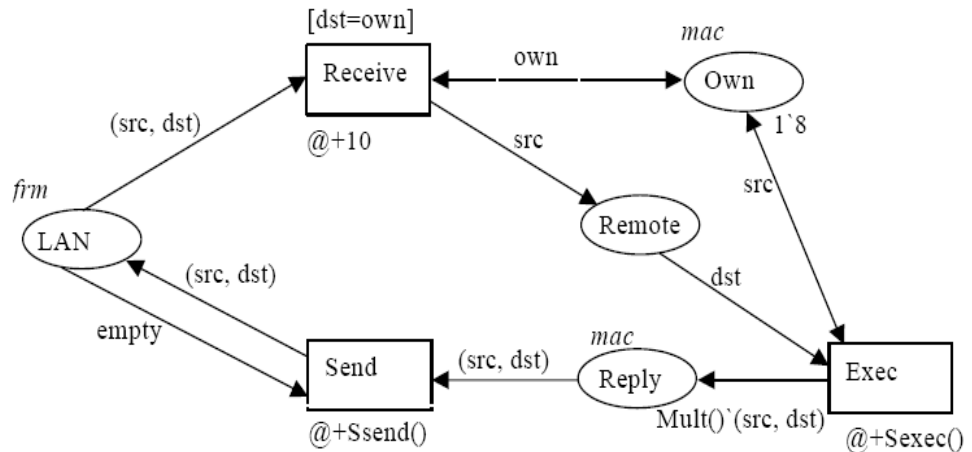 [dst=own]
Receive
@+10
own
mac
Own
1`8
(src, dst)
src
src
frm
LAN
Remote
(src, dst)
dst
empty
mac
Send
(src, dst)
Reply
Exec
Mult()`(src, dst)
@+Ssend()
@+Sexec()